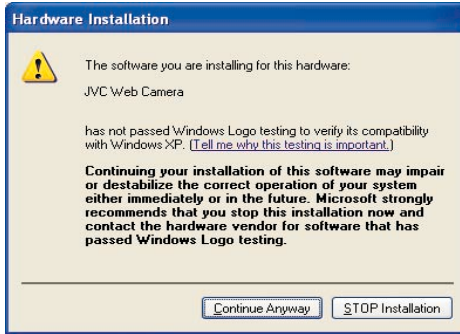 Hardware Installation
The software you are installing for this hardware:
JVC Web Camera
has not passed Windows Logo testing to verify its compatibility
with Windows XP. (Tell me why this testing is important.)
Continuing your installation of this software may impair
or destabilize the correct operation of your system
either immediately or in the future. Microsoft strongly
recommends that you stop this installation now and
contact the hardware vendor for software that has
passed Windows Logo testing.
Continue Anyway
STOP Installation